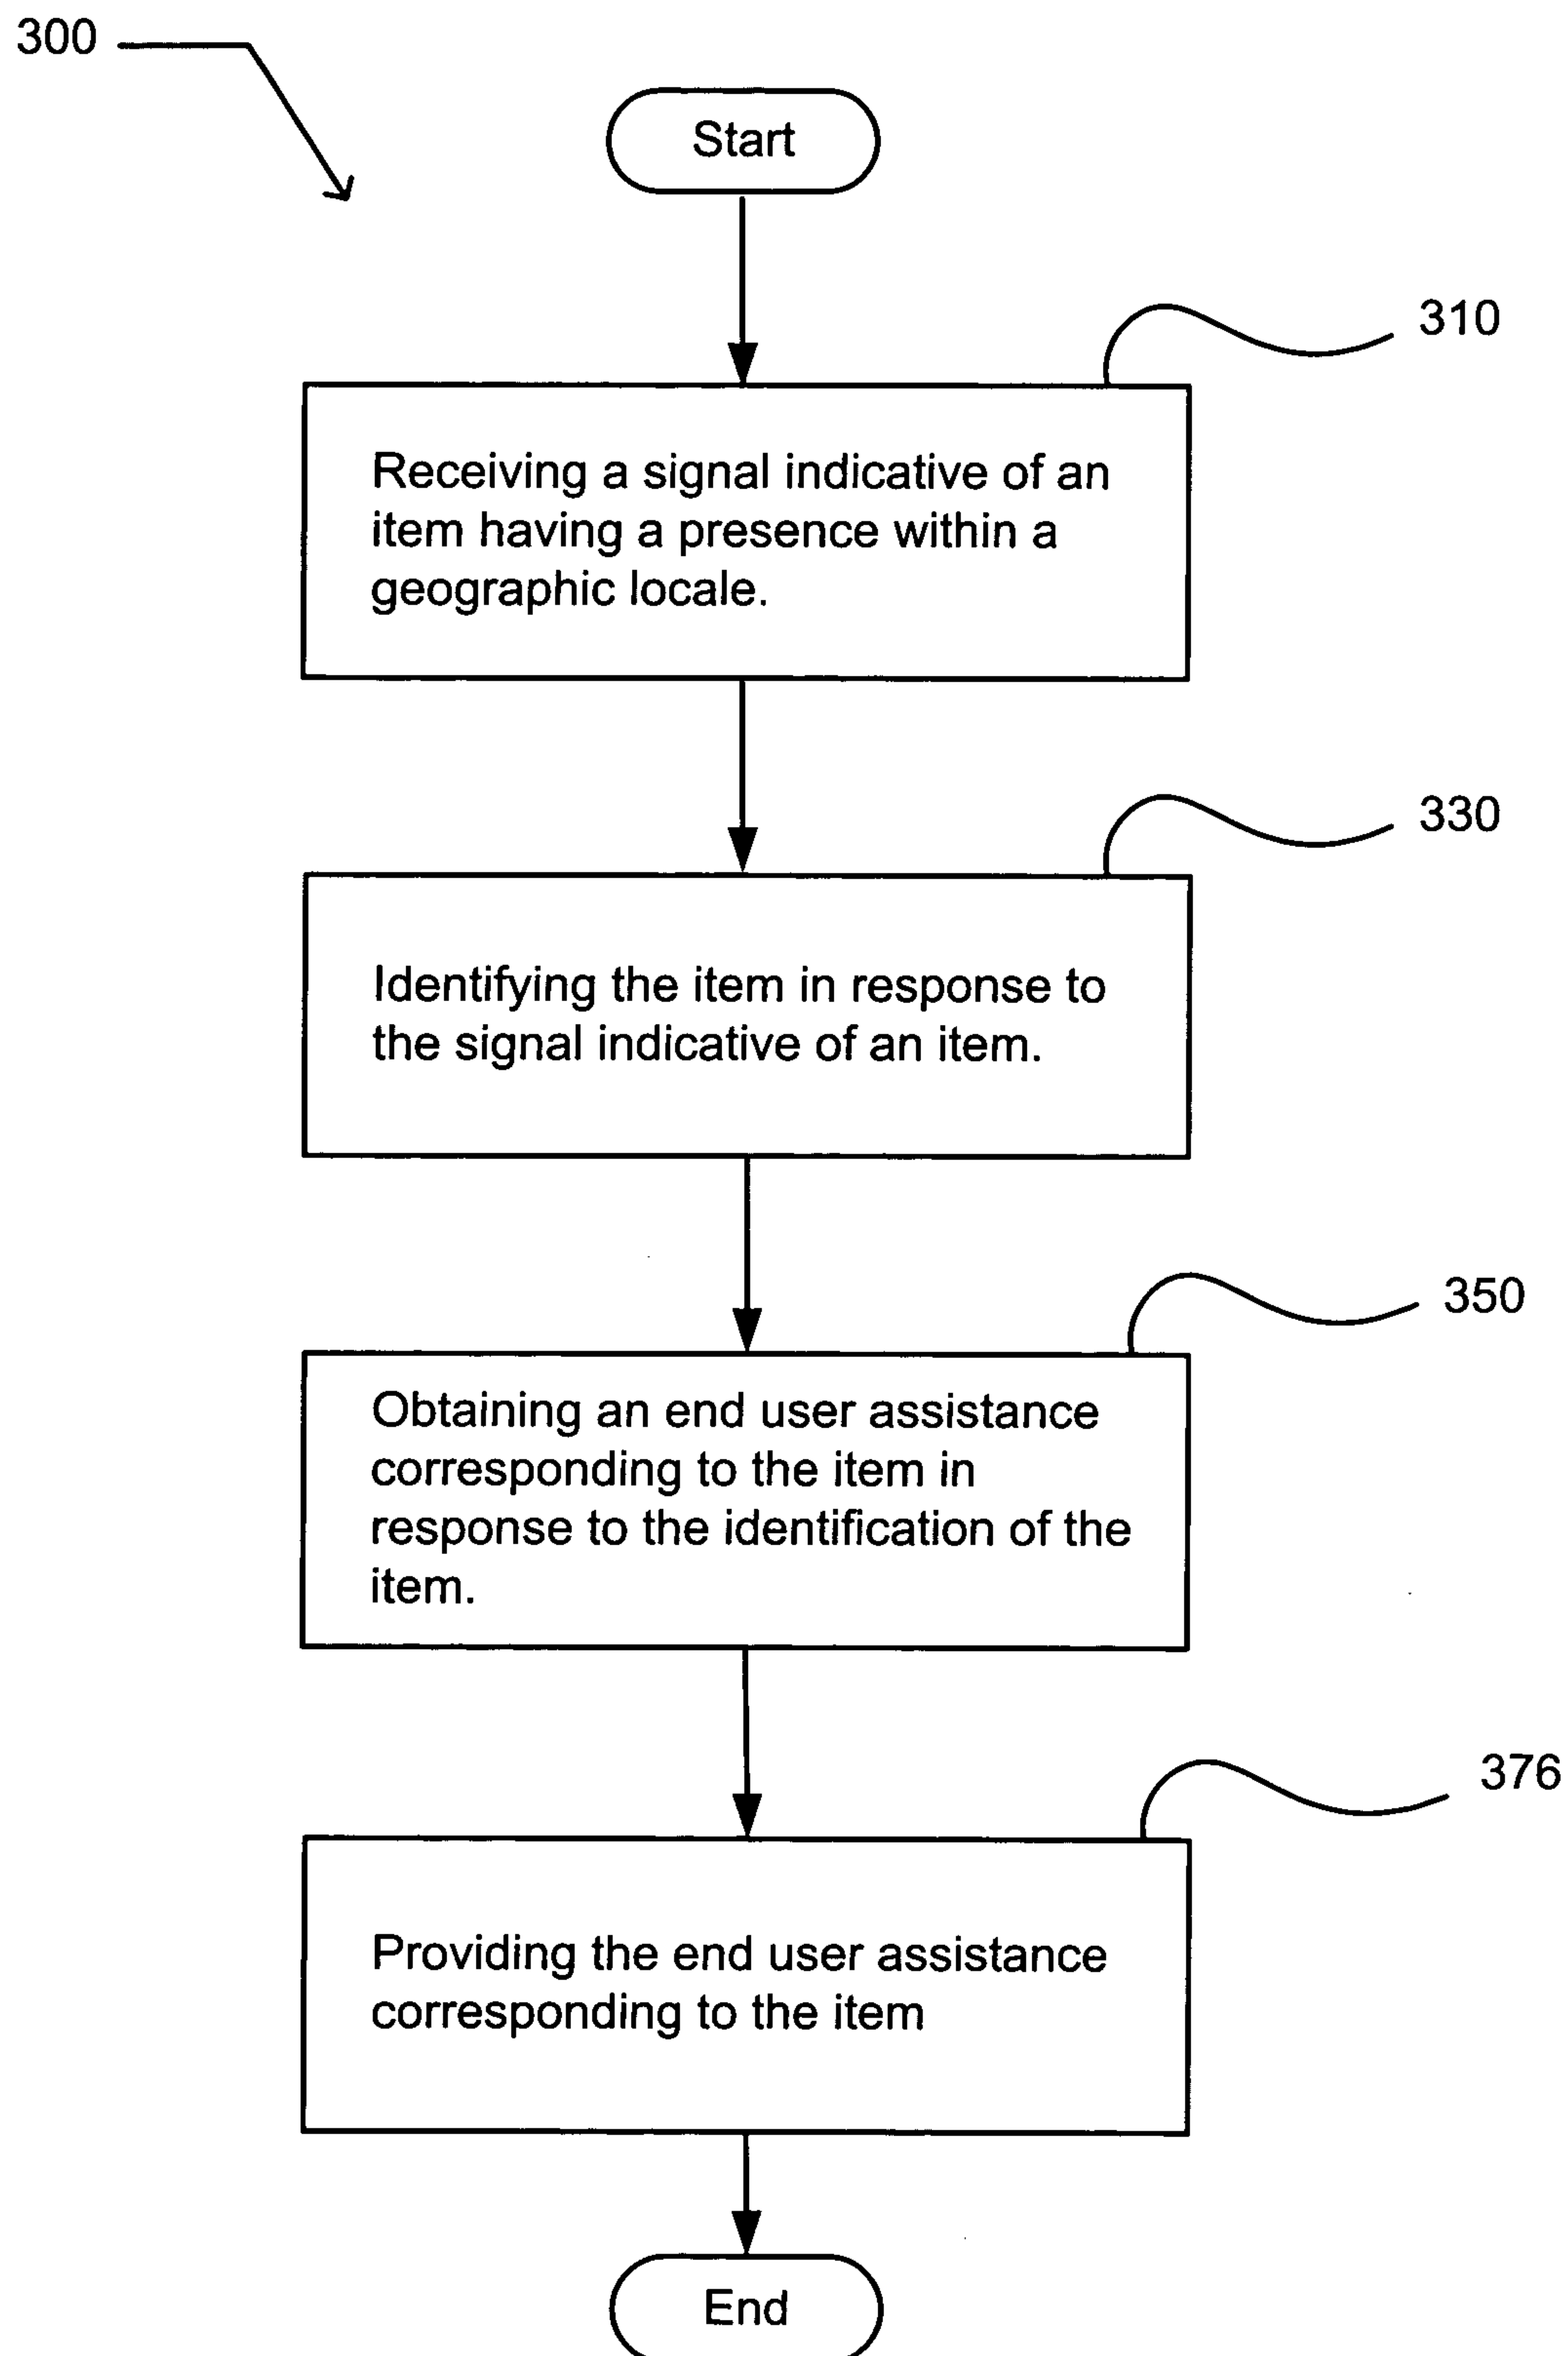 300
Start
310
Receiving a signal indicative of an
item having a presence within a
geographic locale.
330
Identifying the item in response to
the signal indicative of an item.
350
Obtaining an end user assistance
corresponding to the item in
response to the identification of the
item.
376
Providing the end user assistance
corresponding to the item
End